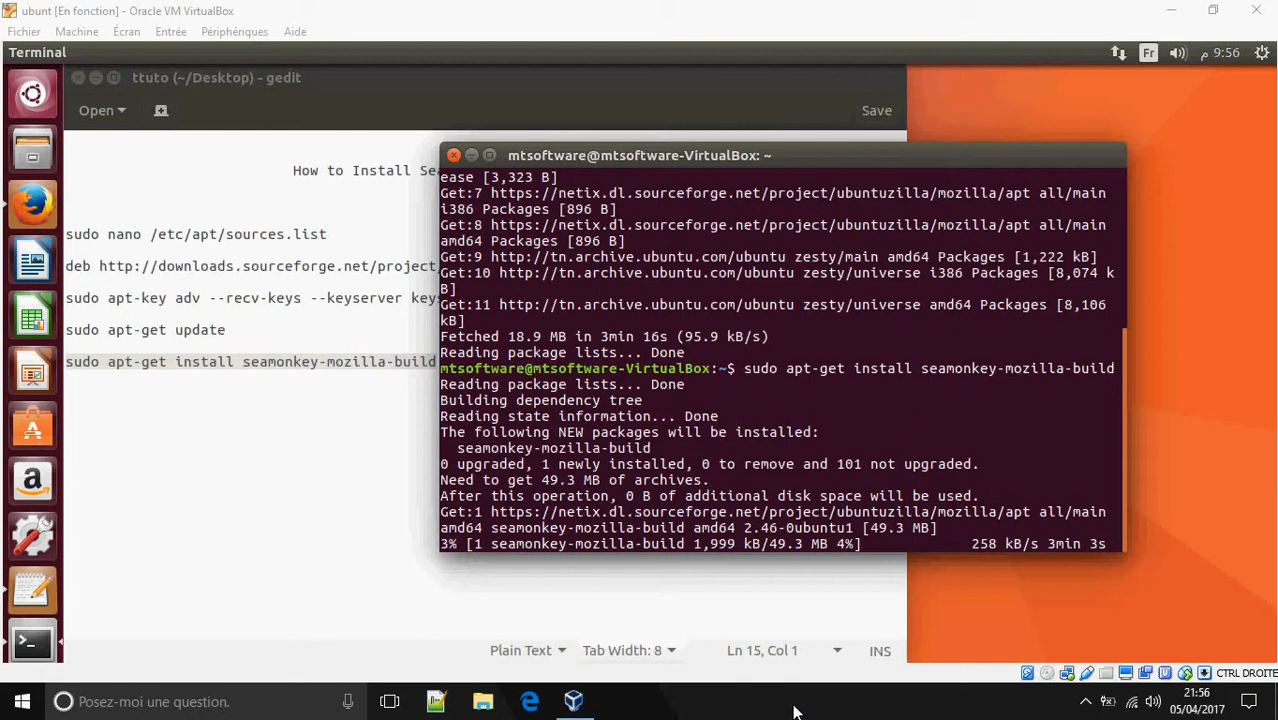 ubunt [En fonction] - Oracle VM VirtualBox
Fichier Machine Écran Entrée Périphériques Aide
Terminal
Fr
9:56 م
ttuto (~/Desktop) - gedit
Open
Save
How to Install Se
sudo nano /etc/apt/sources.list
deb http://downloads.sourceforge.net/project
sudo apt-key adv --recv-keys --keyserver key
sudo apt-get update
sudo apt-get install seamonkey-mozilla-build
mtsoftware@mtsoftware-VirtualBox: ~
ease [3,323 B]
Get:7 https://netix.dl.sourceforge.net/project/ubuntuzilla/mozilla/apt all/main
i386 Packages [896 B]
Get:8 https://netix.dl.sourceforge.net/project/ubuntuzilla/mozilla/apt all/main
amd64 Packages [896 B]
Get:9 http://tn.archive.ubuntu.com/ubuntu zesty/main amd64 Packages [1,222 kB]
Get:10 http://tn.archive.ubuntu.com/ubuntu zesty/universe i386 Packages [8,074 k
B]
Get:11 http://tn.archive.ubuntu.com/ubuntu zesty/universe amd64 Packages [8,106
kB]
Fetched 18.9 MB in 3min 16s (95.9 kB/s)
Reading package lists... Done
mtsoftware@mtsoftware-VirtualBox:~$ sudo apt-get install seamonkey-mozilla-build
Reading package lists... Done
Building dependency tree
Reading state information... Done
The following NEW packages will be installed:
seamonkey-mozilla-build
0 upgraded, 1 newly installed, 0 to remove and 101 not upgraded.
Need to get 49.3 MB of archives.
After this operation, 0 B of additional disk space will be used.
Get:1 https://netix.dl.sourceforge.net/project/ubuntuzilla/mozilla/apt all/main
amd64 seamonkey-mozilla-build amd64 2.46-0ubuntu1 [49.3 MB]
3% [1 seamonkey-mozilla-build 1,999 kB/49.3 MB 4%] 258 kB/s 3min 3s
Plain Text Tab Width: 8 Ln 15, Col 1 INS
CTRL DROITE
Posez-moi une question.
21:56
05/04/2017